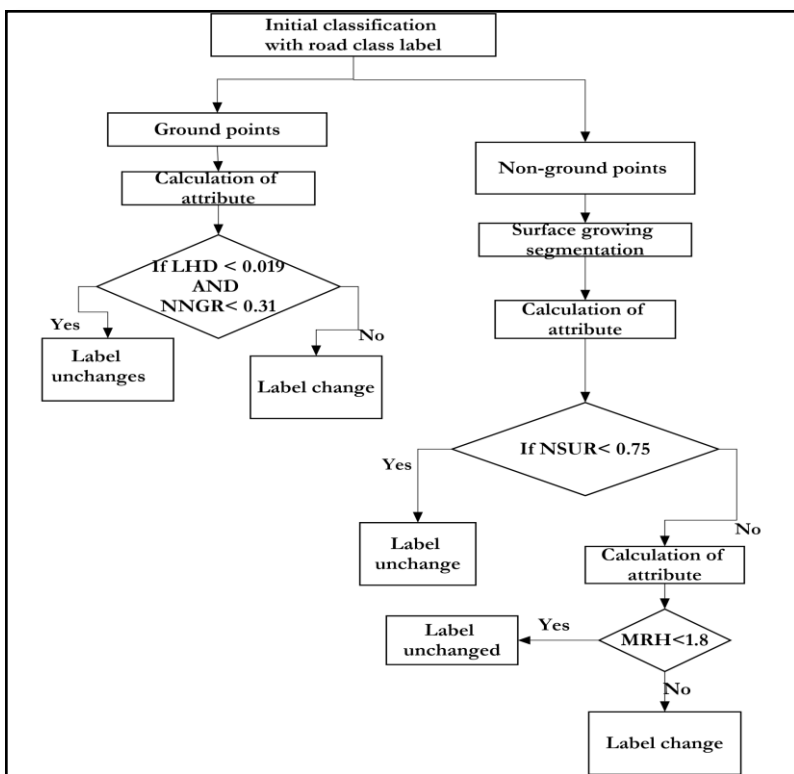 Initial classification
with road class label
Ground points
Calculation of
attribute
If LHD < 0.019
AND
NNGR< 0.31
Yes
No
Label
unchanges
Label change
Non-ground points
Surface growing
segmentation
Calculation of
attribute
If NSUR< 0.75
Yes
No
Label
unchange
Calculation of
attribute
MRH<1.8
Yes
Label
unchanged
No
Label change